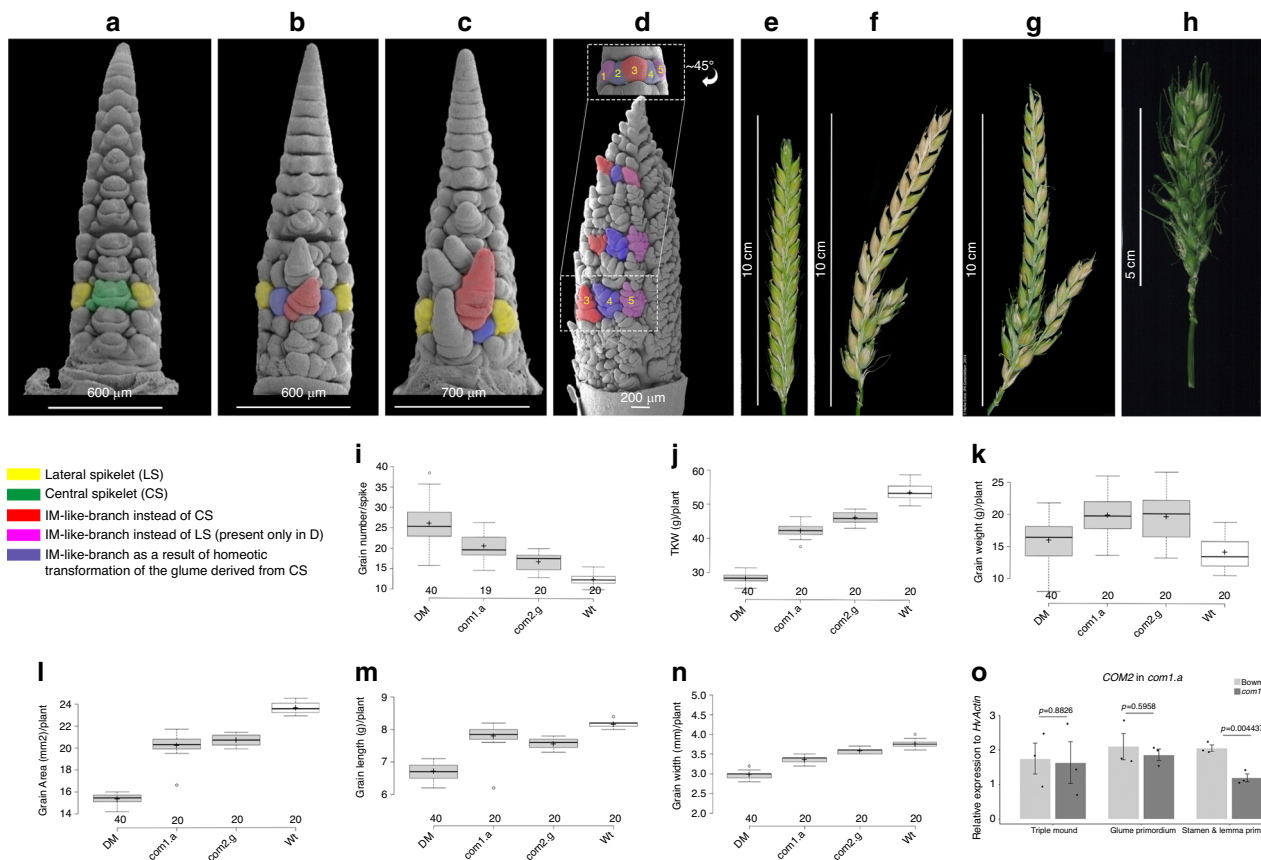 a
b
c
d
e
f
g
h
1 2 3 4 5
~45°
3 4 5
600 μm
600 μm
700 μm
200 μm
10 cm
10 cm
10 cm
5 cm
Lateral spikelet (LS)
Central spikelet (CS)
IM-like-branch instead of CS
IM-like-branch instead of LS (present only in D)
IM-like-branch as a result of homeotic
transformation of the glume derived from CS
i
Grain number/spike
40
35
30
25
20
15
10
40 19 20 20
DM com1.a com2.g Wt
j
TKW (g)/plant
60
50
40
30
40 20 20 20
DM com1.a com2.g Wt
k
Grain weight (g)/plant
25
20
15
10
40 20 20 20
DM com1.a com2.g Wt
l
Grain Area (mm2)/plant
24
22
20
18
16
14
40 20 20 20
DM com1.a com2.g Wt
m
Grain length (g)/plant
9
8
7
6
40 20 20 20
DM com1.a com2.g Wt
n
Grain width (mm)/plant
5.0
4.5
4.0
3.5
3.0
2.5
2.0
40 20 20 20
DM com1.a com2.g Wt
o
COM2 in com1.a
Bowm
com1
Relative expression to HvActin
3
2
1
0
p=0.8826
p=0.5958
p=0.004437
Triple mound
Glume primordium
Stamen & lemma prim